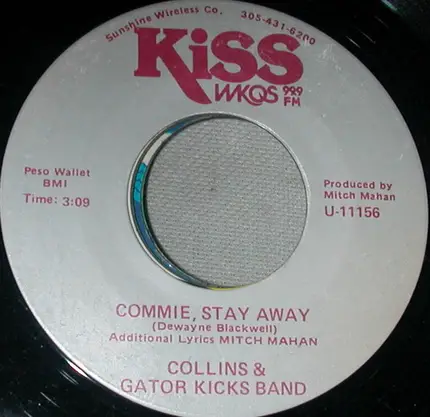 Sunshine Wireless Co. 305-431-6200
KiSS
WKQS 99.9
FM
Peso Wallet
BMI
Time: 3:09
Produced by
Mitch Mahan
U-11156
COMMIE, STAY AWAY
(Dewayne Blackwell)
Additional Lyrics MITCH MAHAN
COLLINS &
GATOR KICKS BAND